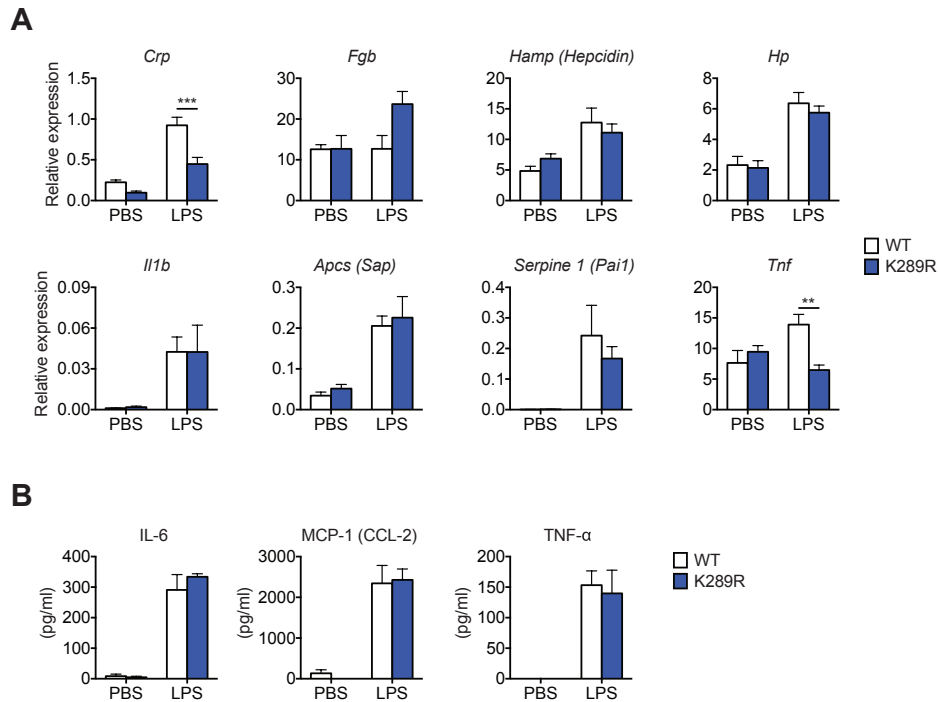 A
Crp
Fgb
Hamp (Hepcidin)
Hp
Relative expression
1.0
0.5
0.0
PBS
LPS
***
30
20
10
0
PBS
LPS
20
15
10
5
0
PBS
LPS
8
6
4
2
0
PBS
LPS
WT
K289R
Il1b
Apcs (Sap)
Serpine 1 (Pai1)
Tnf
Relative expression
0.09
0.06
0.03
0.00
PBS
LPS
0.3
0.2
0.1
0.0
PBS
LPS
0.4
0.3
0.2
0.1
0.0
PBS
LPS
20
15
10
5
0
PBS
LPS
**
B
IL-6
MCP-1 (CCL-2)
TNF-α
(pg/ml)
400
300
200
100
0
PBS
LPS
(pg/ml)
3000
2000
1000
0
PBS
LPS
(pg/ml)
200
150
100
50
0
PBS
LPS
WT
K289R
1.5